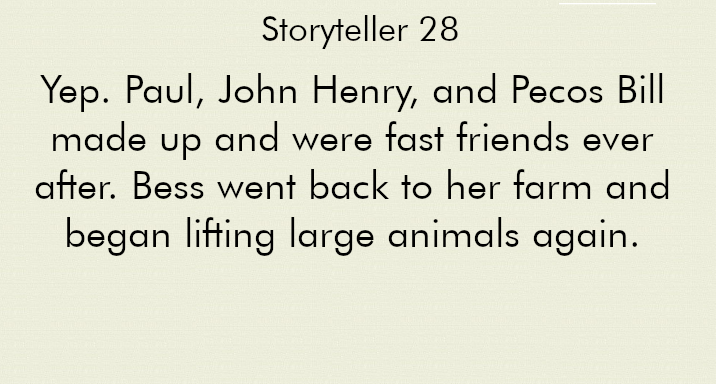 Storyteller 28
Yep. Paul, John Henry, and Pecos Bill
made up and were fast friends ever
after. Bess went back to her farm and
began lifting large animals again.